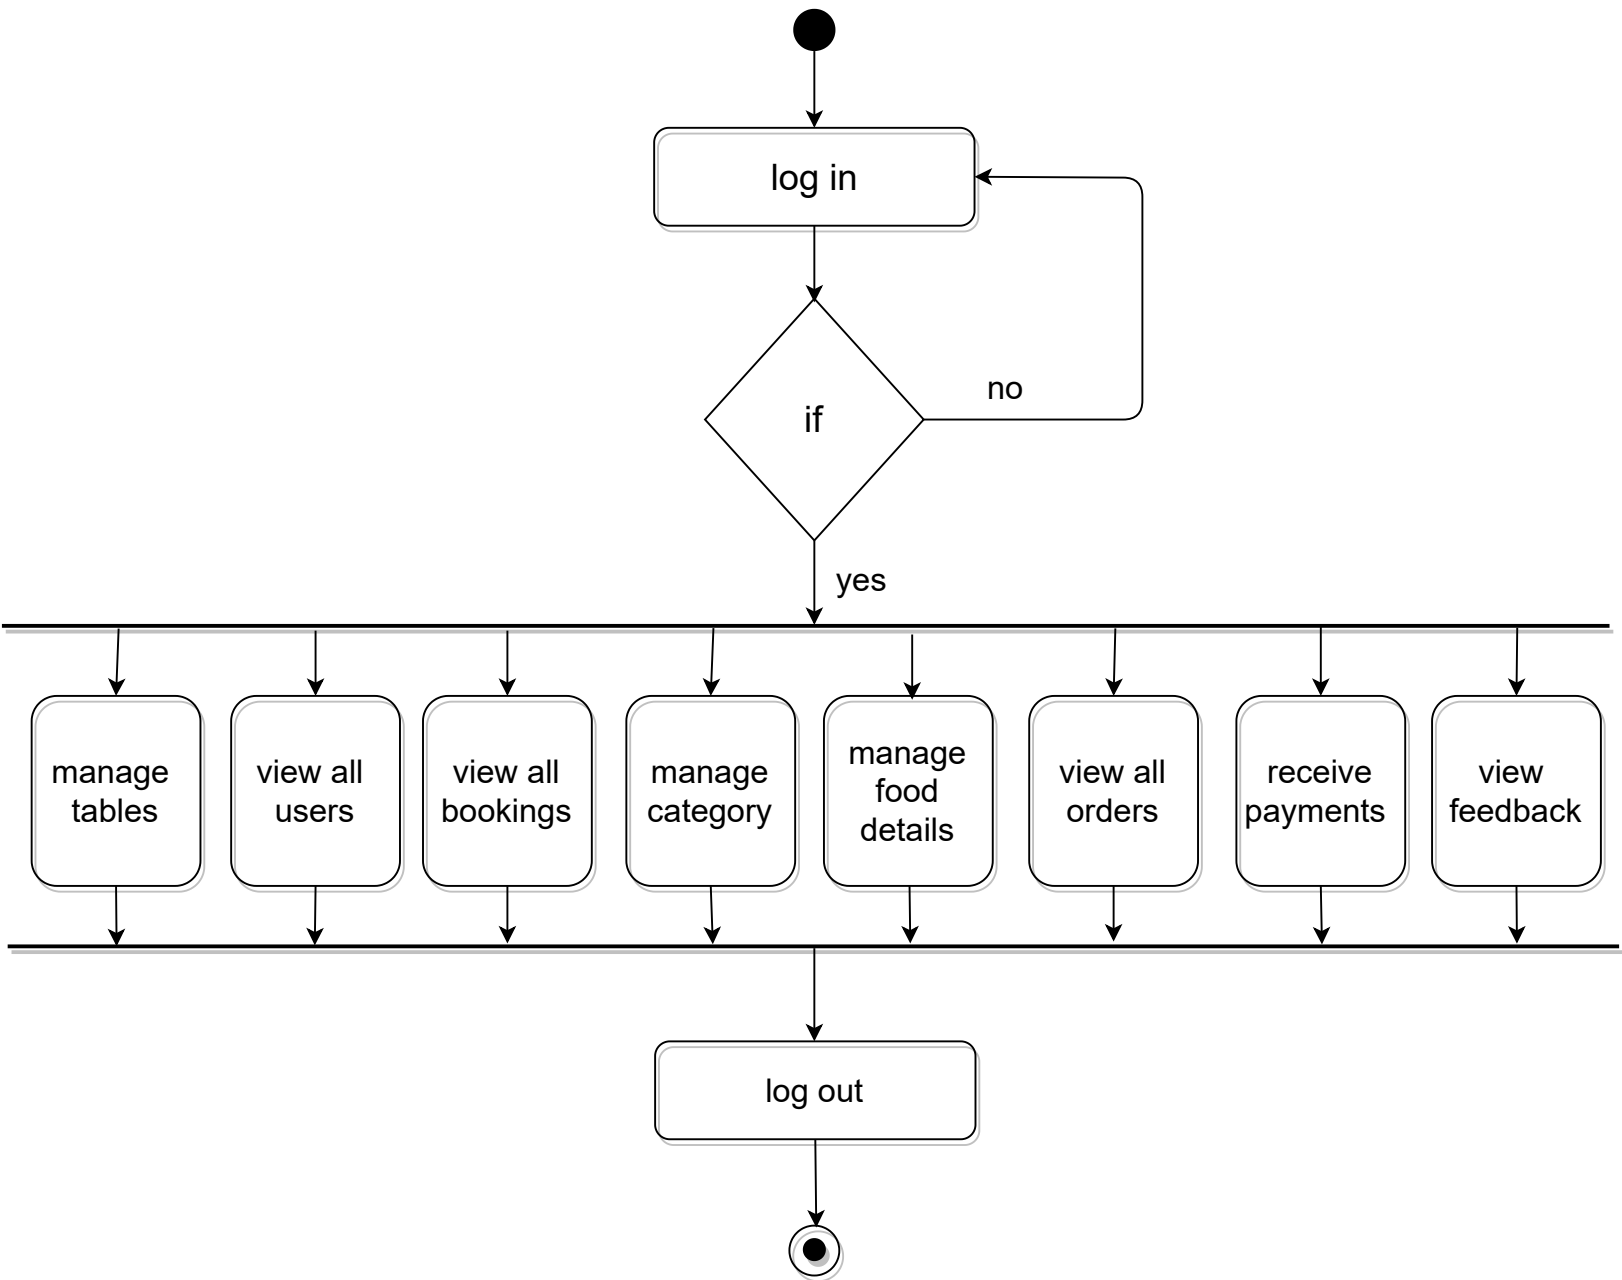 log in
if
no
yes
manage
tables
view all
users
view all
bookings
manage
category
manage
food
details
view all
orders
receive
payments
view
feedback
log out